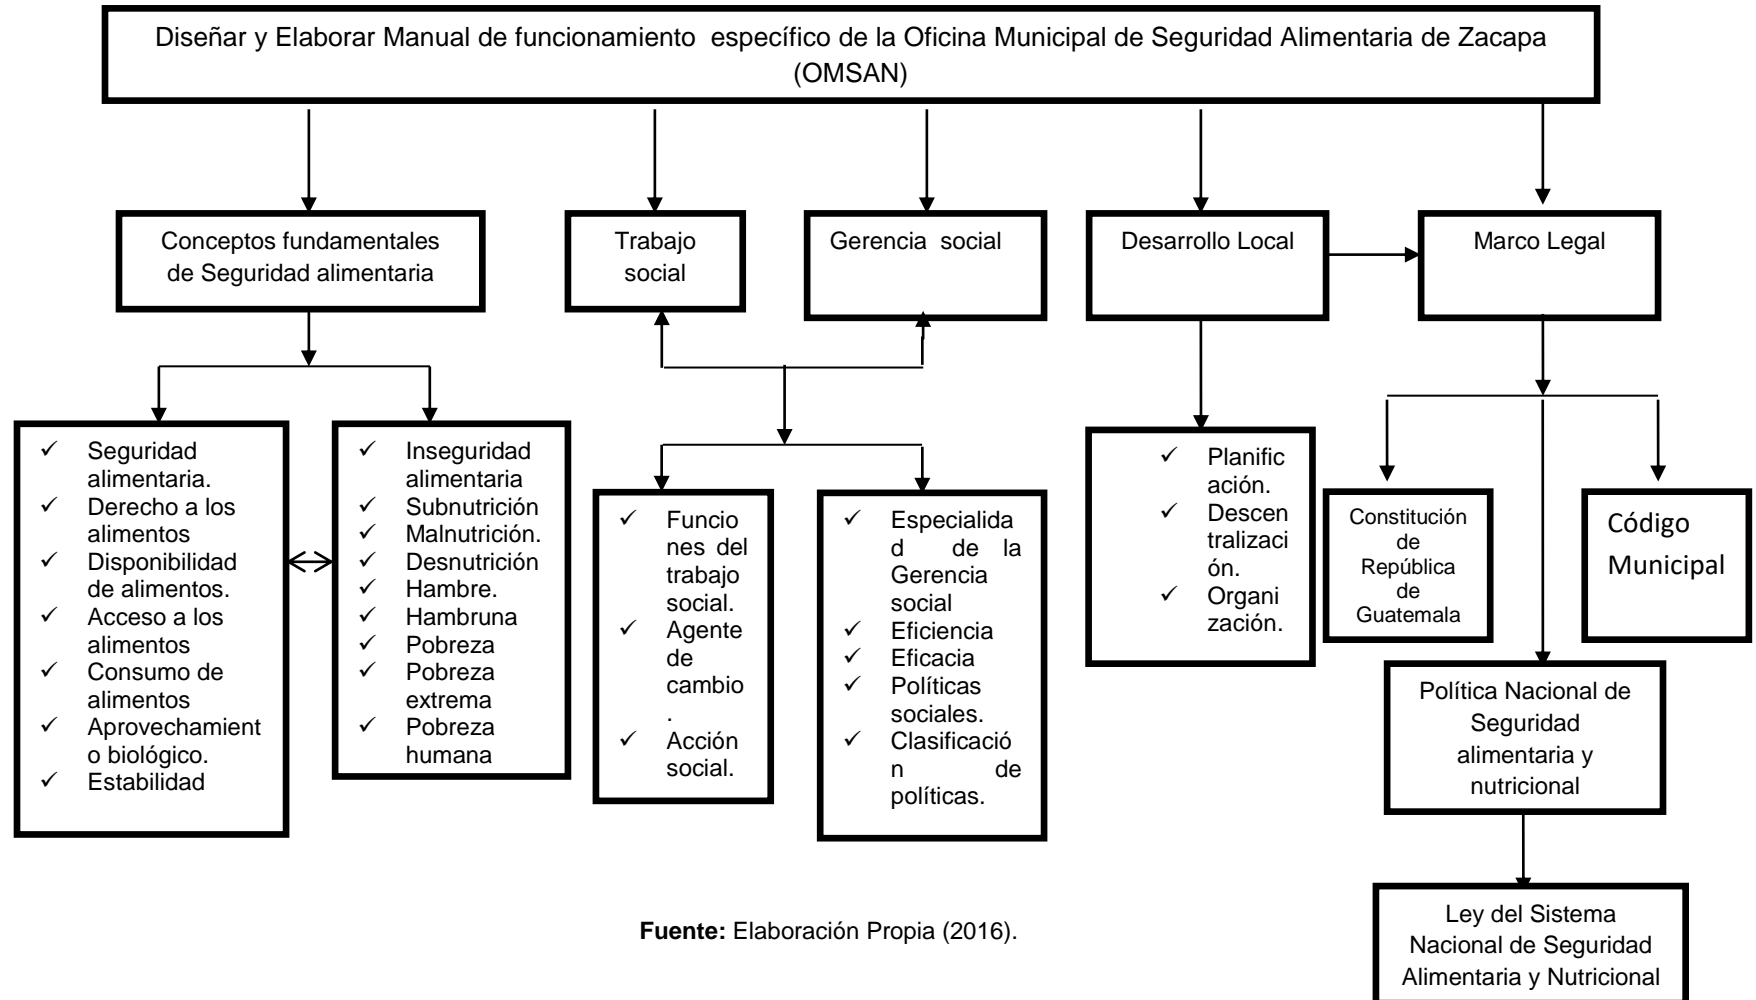 Diseñar y Elaborar Manual de funcionamiento específico de la Oficina Municipal de Seguridad Alimentaria de Zacapa
(OMSAN)
Conceptos fundamentales
de Seguridad alimentaria
Trabajo
social
Gerencia social
Desarrollo Local
Marco Legal
✓ Seguridad
alimentaria.
✓ Derecho a los
alimentos
✓ Disponibilidad
de alimentos.
✓ Acceso a los
alimentos
✓ Consumo de
alimentos
✓ Aprovechamient
o biológico.
✓ Estabilidad
✓ Inseguridad
alimentaria
✓ Subnutrición
✓ Malnutrición.
✓ Desnutrición
✓ Hambre.
✓ Hambruna
✓ Pobreza
✓ Pobreza
extrema
✓ Pobreza
humana
✓ Funcio
nes del
trabajo
social.
✓ Agente
de
cambio
.
✓ Acción
social.
✓ Especialida
d de la
Gerencia
social
✓ Eficiencia
✓ Eficacia
✓ Políticas
sociales.
✓ Clasificació
n de
políticas.
✓ Planific
ación.
✓ Descen
tralizaci
ón.
✓ Organi
zación.
Constitución
de
República
de
Guatemala
Código
Municipal
Política Nacional de
Seguridad
alimentaria y
nutricional
Ley del Sistema
Nacional de Seguridad
Alimentaria y Nutricional
Fuente: Elaboración Propia (2016).